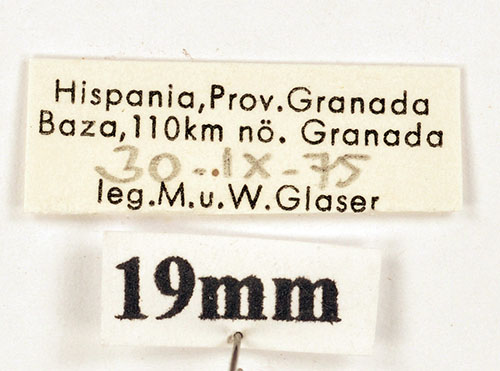 Hispania,Prov.Granada
Baza,110km nö. Granada
30-.IX-75
leg.M.u.W.Glaser
19mm